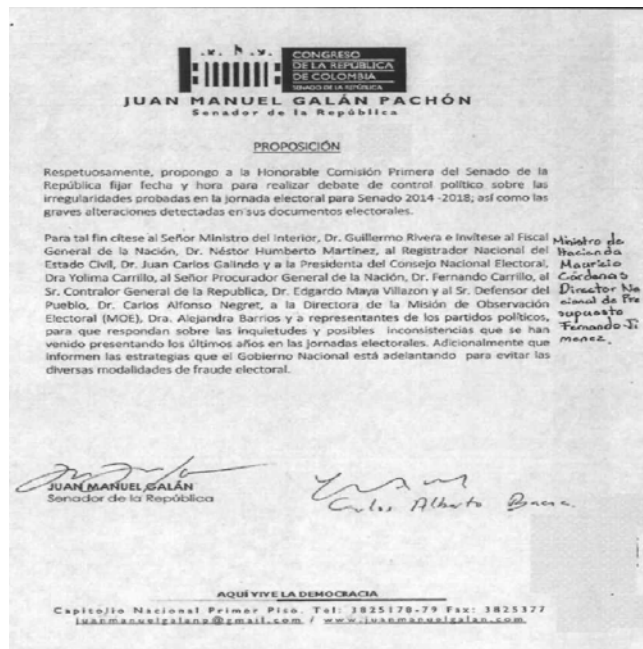 CONGRESO
DE LA REPÚBLICA
DE COLOMBIA
SENADO DE LA REPÚBLICA
JUAN MANUEL GALÁN PACHÓN
Senador de la República
PROPOSICIÓN
Respetuosamente, propongo a la Honorable Comisión Primera del Senado de la
República fijar fecha y hora para realizar debate de control político sobre las
irregularidades probadas en la jornada electoral para Senado 2014 -2018; así como las
graves alteraciones detectadas en sus documentos electorales.
Para tal fin cítese al Señor Ministro del Interior, Dr. Guillermo Rivera e Invítese al Fiscal
General de la Nación, Dr. Néstor Humberto Martínez, al Registrador Nacional del
Estado Civil, Dr. Juan Carlos Galindo y a la Presidenta del Consejo Nacional Electoral,
Dra Yolima Carrillo, al Señor Procurador General de la Nación, Dr. Fernando Carrillo, al
Sr. Contralor General de la Republica, Dr. Edgardo Maya Villazon y al Sr. Defensor del
Pueblo, Dr. Carlos Alfonso Negret, a la Directora de la Misión de Observación
Electoral (MOE), Dra. Alejandra Barrios y a representantes de los partidos políticos,
para que respondan sobre las inquietudes y posibles inconsistencias que se han
venido presentando los últimos años en las jornadas electorales. Adicionalmente que
informen las estrategias que el Gobierno Nacional está adelantando para evitar las
diversas modalidades de fraude electoral.
Ministro de
Hacienda
Mauricio
Cárdenas
Director Na
cional de Pre
supuesto
Fernando Ji
menez.
JUAN MANUEL GALÁN
Senador de la República
Carlos Alberto Baena
AQUÍ VIVE LA DEMOCRACIA
Capitolio Nacional Primer Piso. Tel: 3825178-79 Fax: 3825377
juanmanuelgalanp@gmail.com / www.juanmanuelgalan.com